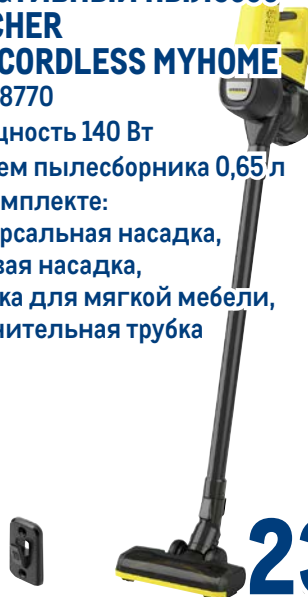 CHER
CORDLESS MYHOME
8770
ность 140 Вт
ем пылесборника 0,65 л
мплекте:
рсальная насадка,
вая насадка,
ка для мягкой мебели,
нительная трубка
23